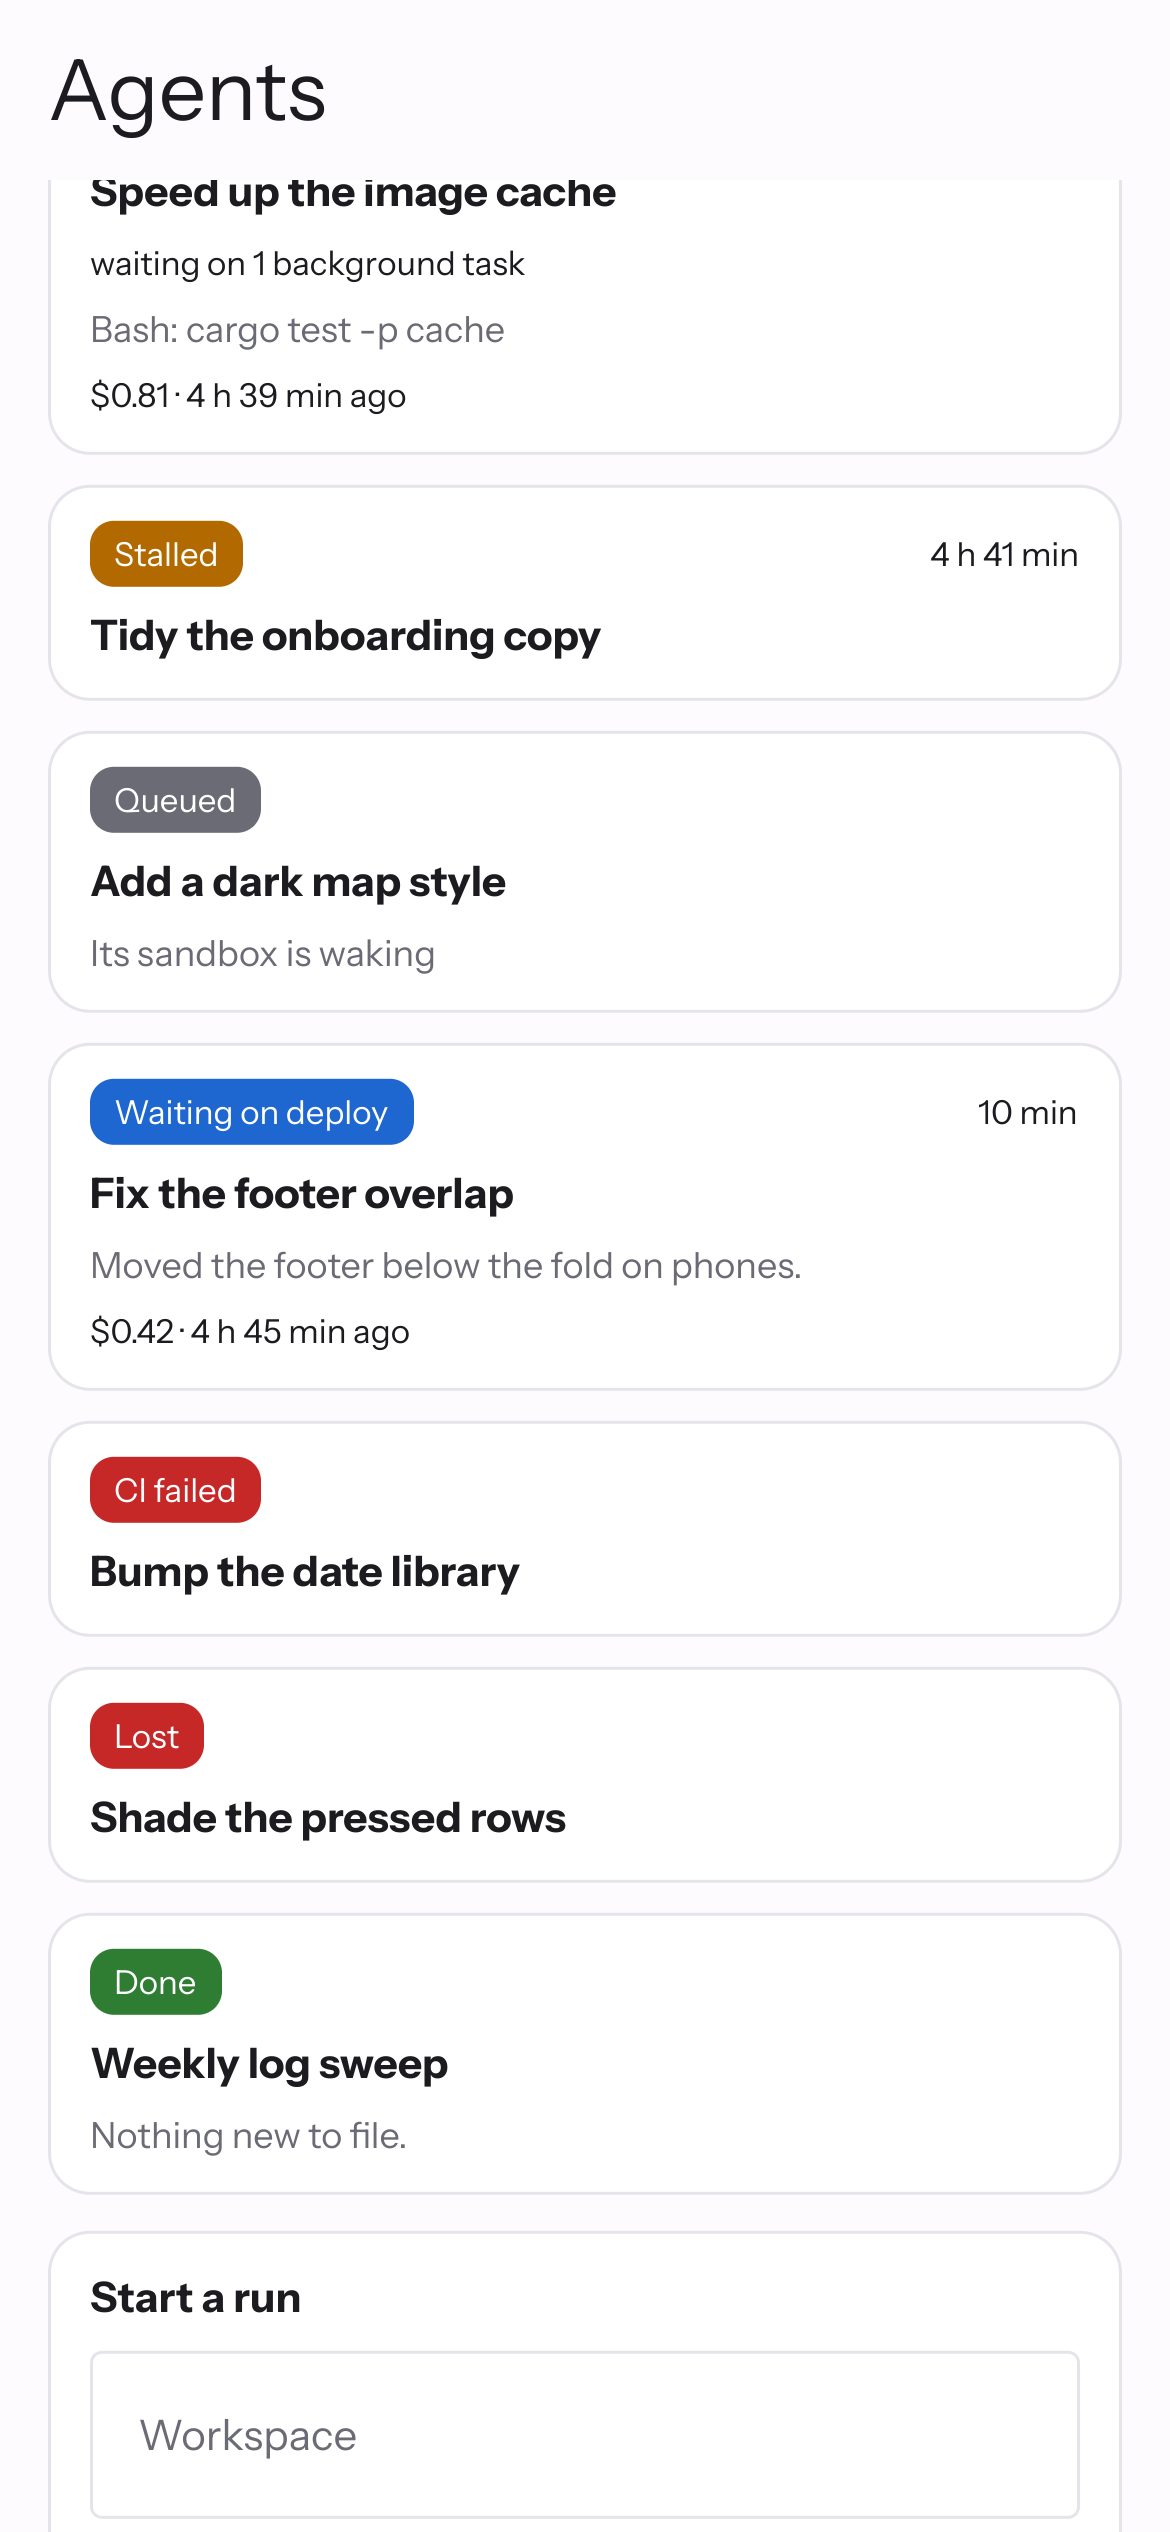 Agents
Speed up the image cache
waiting on 1 background task
Bash: cargo test -p cache
$0.81 · 4 h 39 min ago
Stalled
4 h 41 min
Tidy the onboarding copy
Queued
Add a dark map style
Its sandbox is waking
Waiting on deploy
10 min
Fix the footer overlap
Moved the footer below the fold on phones.
$0.42 · 4 h 45 min ago
CI failed
Bump the date library
Lost
Shade the pressed rows
Done
Weekly log sweep
Nothing new to file.
Start a run
Workspace